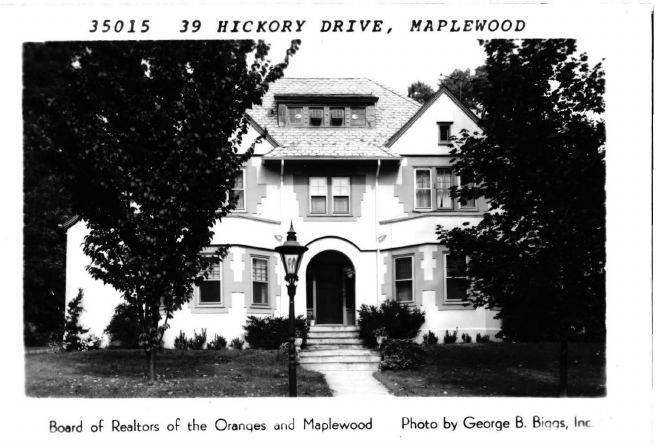 35015 39 HICKORY DRIVE, MAPLEWOOD
Board of Realtors of the Oranges and Maplewood Photo by George B. Biggs, Inc.